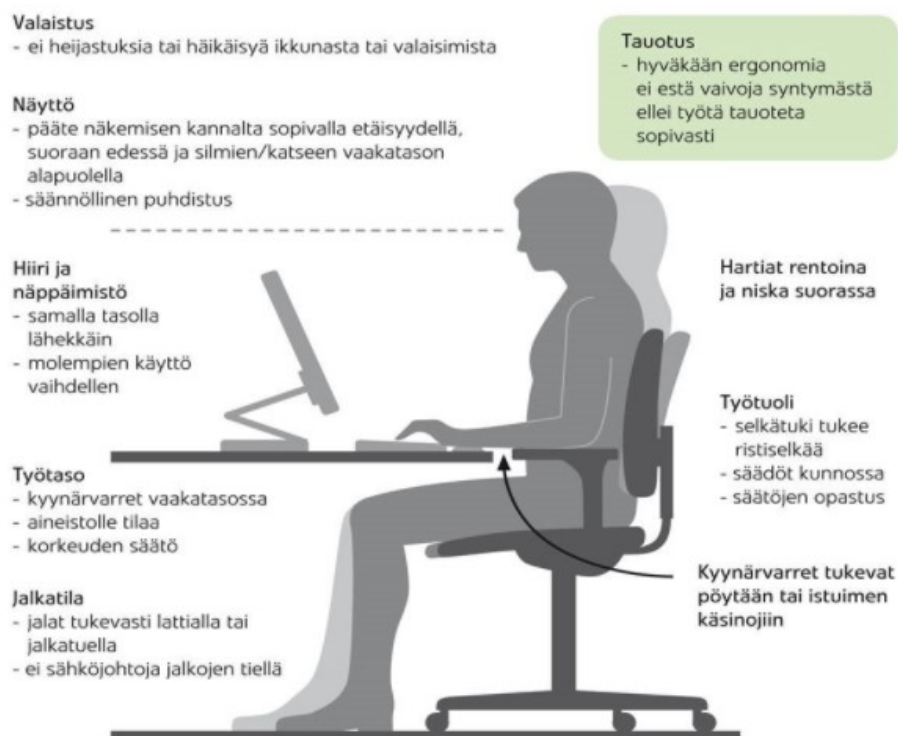 Valaistus
- ei heijastuksia tai häikäisyä ikkunasta tai valaisimista
Tauotus
- hyväkään ergonomia
ei estä vaivoja syntymästä
ellei työtä tauoteta
sopivasti
Näyttö
- pääte näkemisen kannalta sopivalla etäisyydellä,
suoraan edessä ja silmien/katseen vaakatason
alapuolella
- säännöllinen puhdistus
Hiiri ja
näppäimistö
- samalla tasolla
lähekkäin
- molempien käyttö
vaihdellen
Hartiat rentoina
ja niska suorassa
Työtuoli
- selkätuki tukee
ristiselkää
- säädöt kunnossa
- säätöjen opastus
Työtaso
- kyynärvarret vaakatasossa
- aineistolle tilaa
- korkeuden säätö
Kyynärvarret tukevat
pöytään tai istuimen
käsinojiin
Jalkatila
- jalat tukevasti lattialla tai
jalkatuella
- ei sähköjohtoja jalkojen tiellä